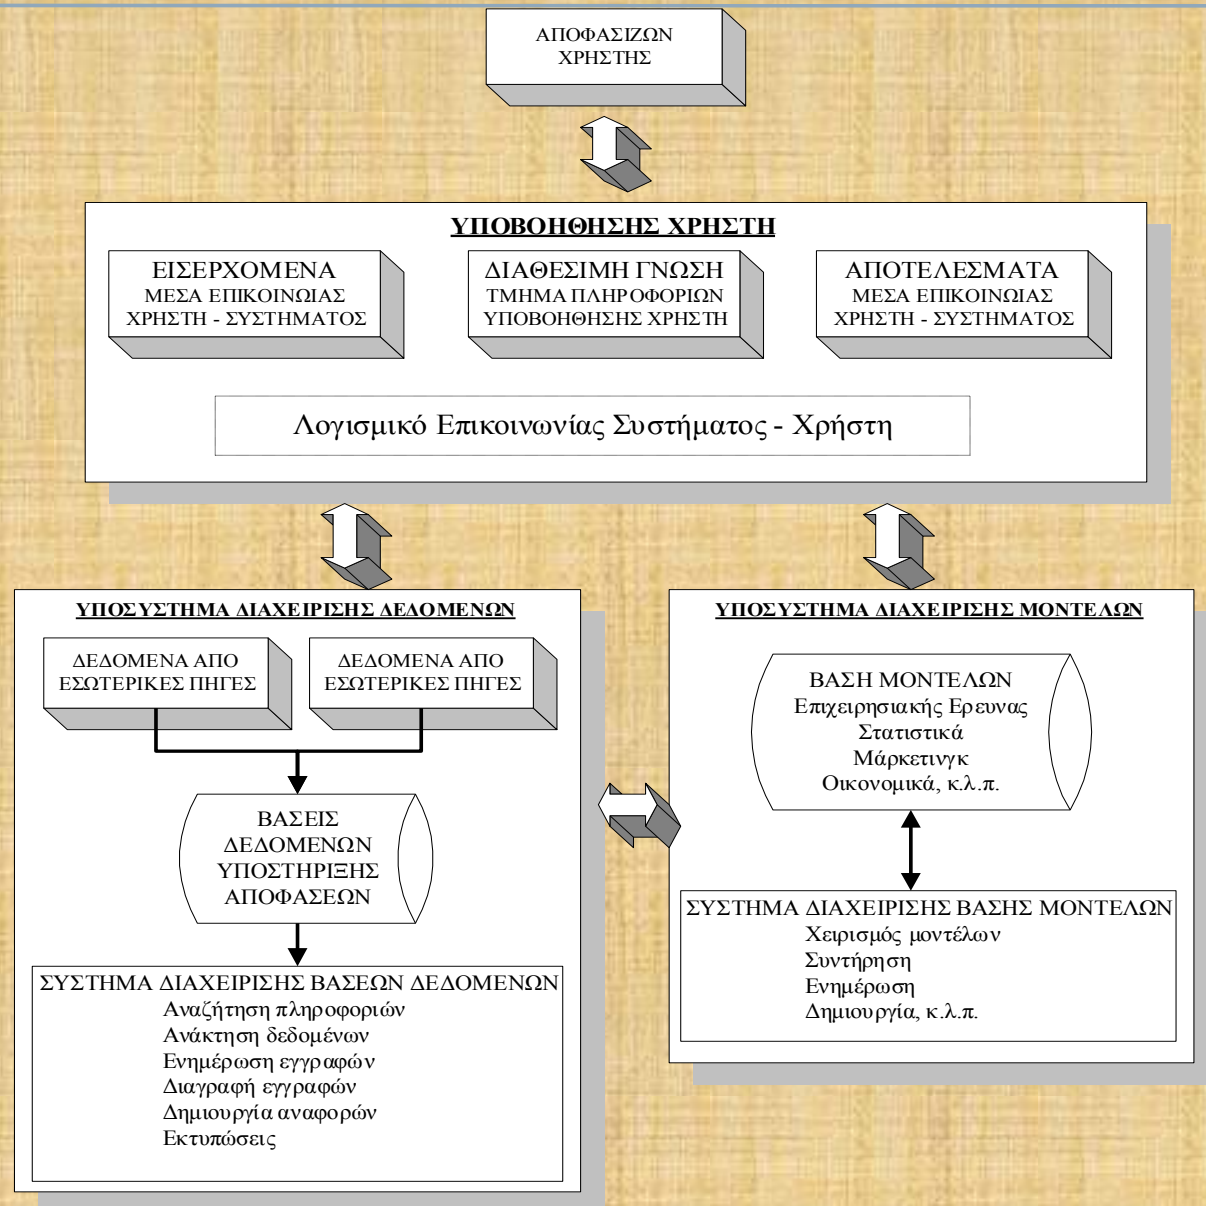 ΑΠΟΦΑΣΙΖΩΝ
ΧΡΗΣΤΗΣ
ΥΠΟΒΟΗΘΗΣΗΣ ΧΡΗΣΤΗ
ΕΙΣΕΡΧΟΜΕΝΑ
ΜΕΣΑ ΕΠΙΚΟΙΝΩΙΑΣ
ΧΡΗΣΤΗ - ΣΥΣΤΗΜΑΤΟΣ
ΔΙΑΘΕΣΙΜΗ ΓΝΩΣΗ
ΤΜΗΜΑ ΠΛΗΡΟΦΟΡΙΩΝ
ΥΠΟΒΟΗΘΗΣΗΣ ΧΡΗΣΤΗ
ΑΠΟΤΕΛΕΣΜΑΤΑ
ΜΕΣΑ ΕΠΙΚΟΙΝΩΙΑΣ
ΧΡΗΣΤΗ - ΣΥΣΤΗΜΑΤΟΣ
Λογισμικό Επικοινωνίας Συστήματος - Χρήστη
ΥΠΟΣΥΣΤΗΜΑ ΔΙΑΧΕΙΡΙΣΗΣ ΔΕΔΟΜΕΝΩΝ
ΔΕΔΟΜΕΝΑ ΑΠΟ
ΕΣΩΤΕΡΙΚΕΣ ΠΗΓΕΣ
ΔΕΔΟΜΕΝΑ ΑΠΟ
ΕΣΩΤΕΡΙΚΕΣ ΠΗΓΕΣ
ΒΑΣΕΙΣ
ΔΕΔΟΜΕΝΩΝ
ΥΠΟΣΤΗΡΙΞΗΣ
ΑΠΟΦΑΣΕΩΝ
ΣΥΣΤΗΜΑ ΔΙΑΧΕΙΡΙΣΗΣ ΒΑΣΕΩΝ ΔΕΔΟΜΕΝΩΝ
Αναζήτηση πληροφοριών
Ανάκτηση δεδομένων
Ενημέρωση εγγραφών
Διαγραφή εγγραφών
Δημιουργία αναφορών
Εκτυπώσεις
ΥΠΟΣΥΣΤΗΜΑ ΔΙΑΧΕΙΡΙΣΗΣ ΜΟΝΤΕΛΩΝ
ΒΑΣΗ ΜΟΝΤΕΛΩΝ
Επιχειρησιακής Ερευνας
Στατιστικά
Μάρκετινγκ
Οικονομικά, κ.λ.π.
ΣΥΣΤΗΜΑ ΔΙΑΧΕΙΡΙΣΗΣ ΒΑΣΗΣ ΜΟΝΤΕΛΩΝ
Χειρισμός μοντέλων
Συντήρηση
Ενημέρωση
Δημιουργία, κ.λ.π.